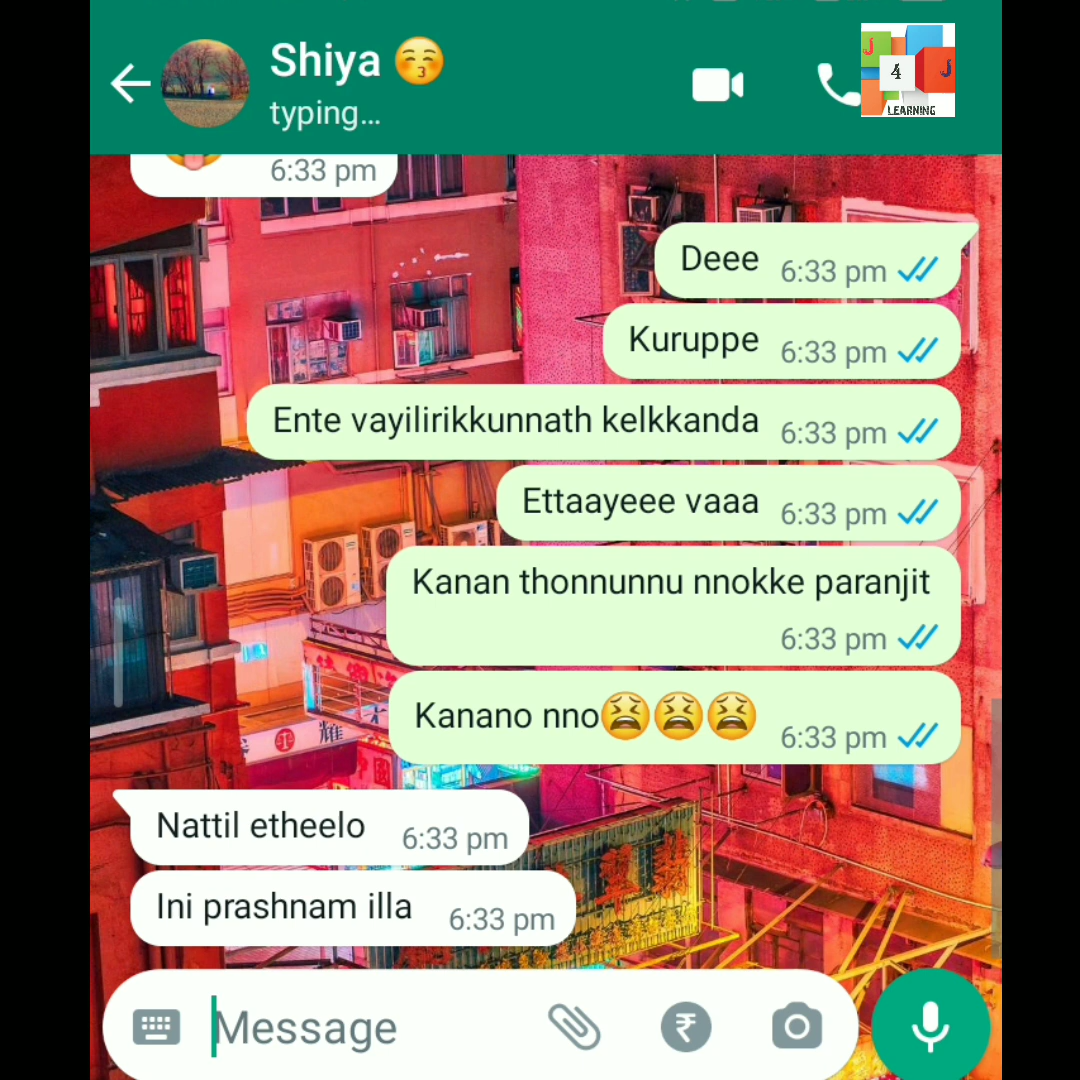 Shiya 😚
typing...
J
4
J
LEARNING
6:33 pm
Deee 6:33 pm
Kuruppe 6:33 pm
Ente vayilirikkunnath kelkkanda 6:33 pm
Ettaayeee vaaa 6:33 pm
Kanan thonnunnu nnokke paranjit
6:33 pm
Kanano nno😫😫😫 6:33 pm
Nattil etheelo 6:33 pm
Ini prashnam illa 6:33 pm
Message